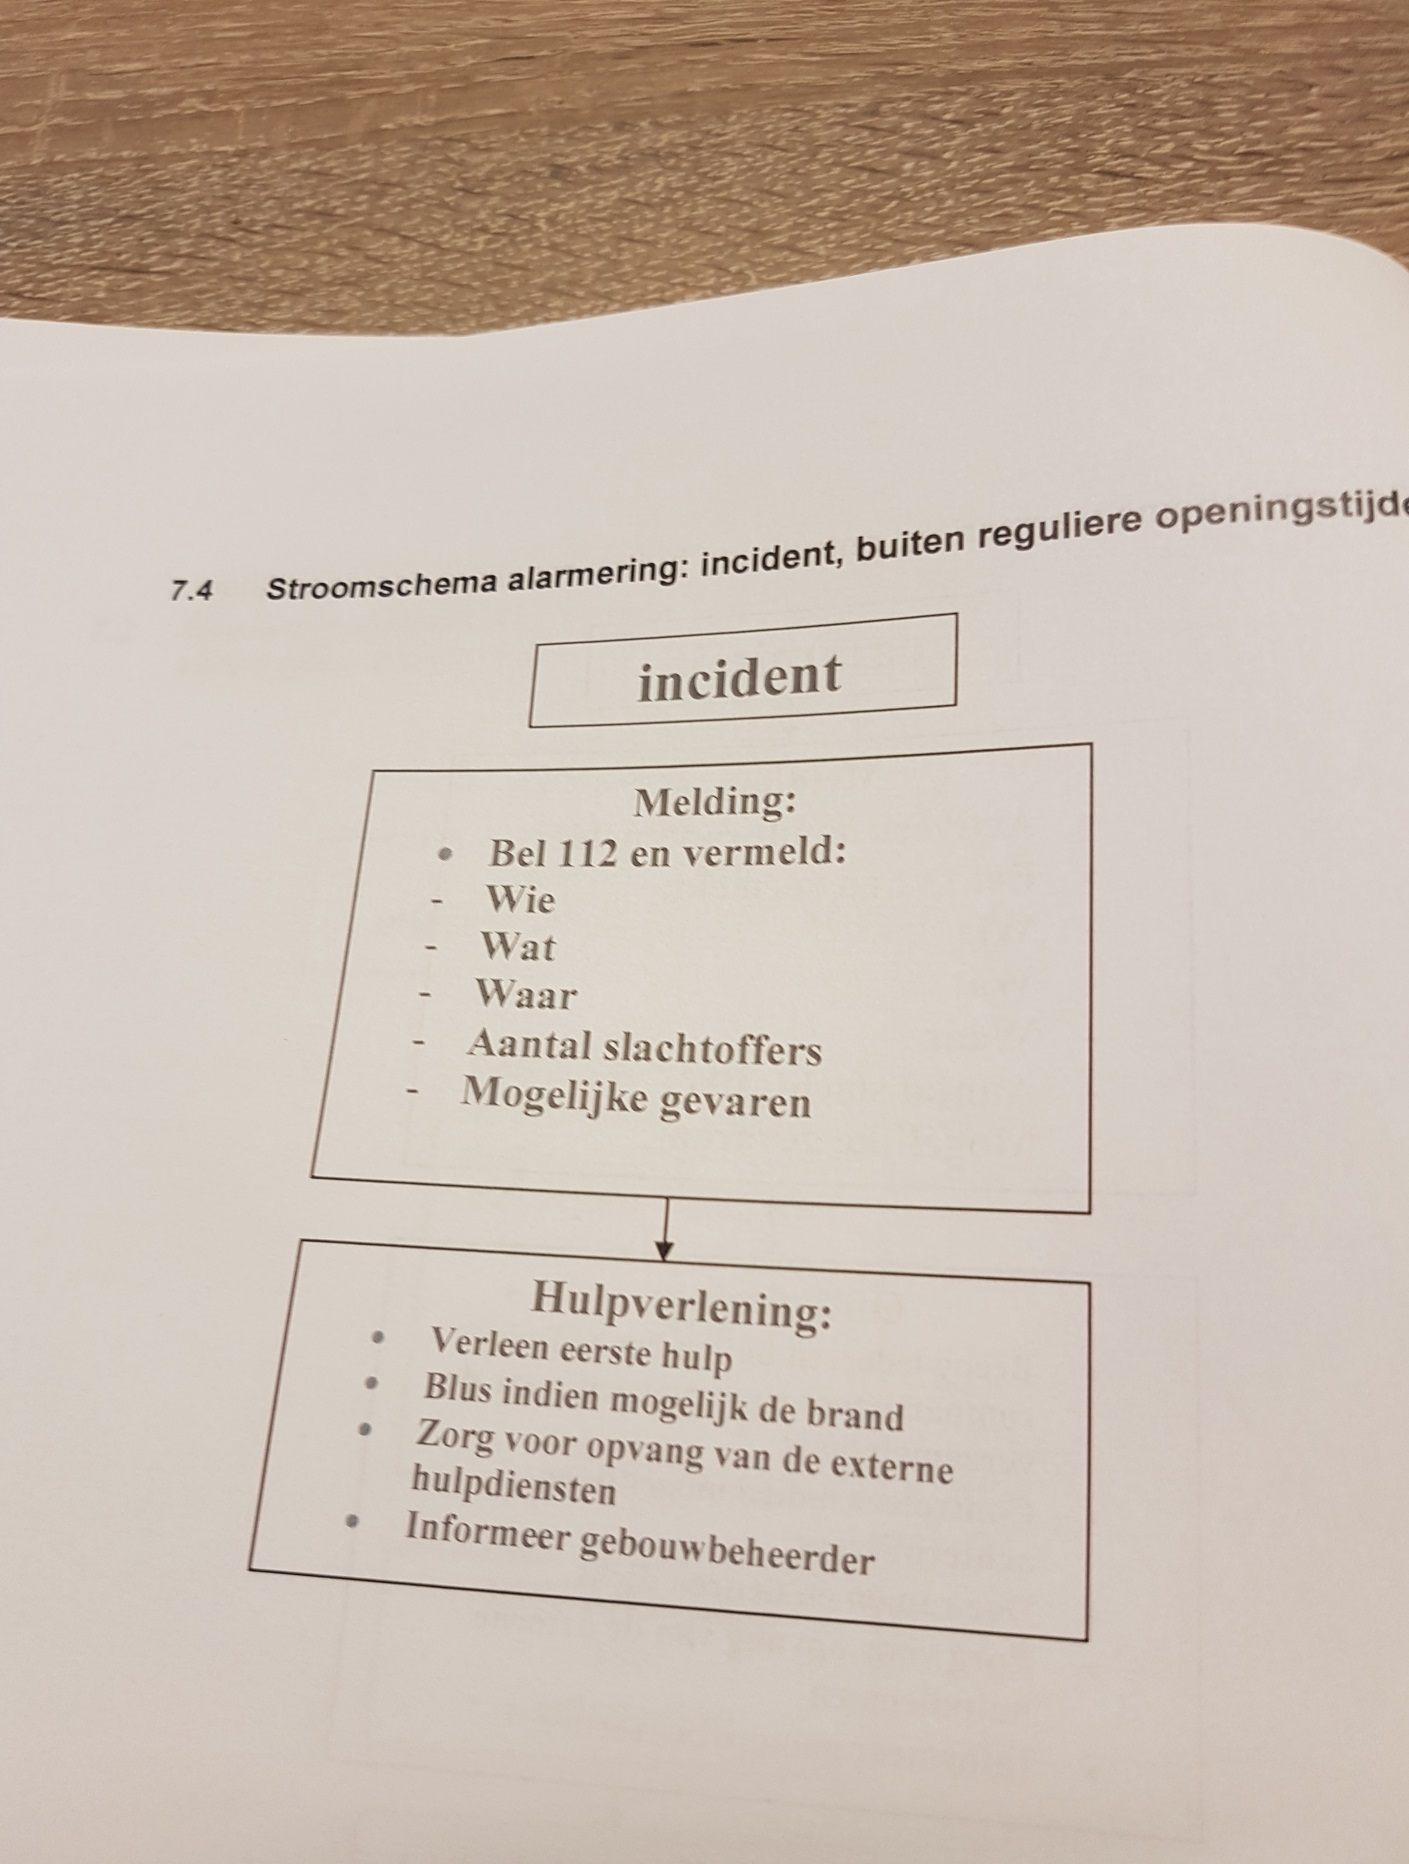 7.4 Stroomschema alarmering: incident, buiten reguliere
incident
Melding:
• Bel 112 en vermeld:
- Wie
- Wat
- Waar
- Aantal slachtoffers
- Mogelijke gevaren
Hulpverlening:
• Verleen eerste hulp
• Blus indien mogelijk de brand
• Zorg voor opvang van de externe
hulpdiensten
• Informeer gebouwbeheerder